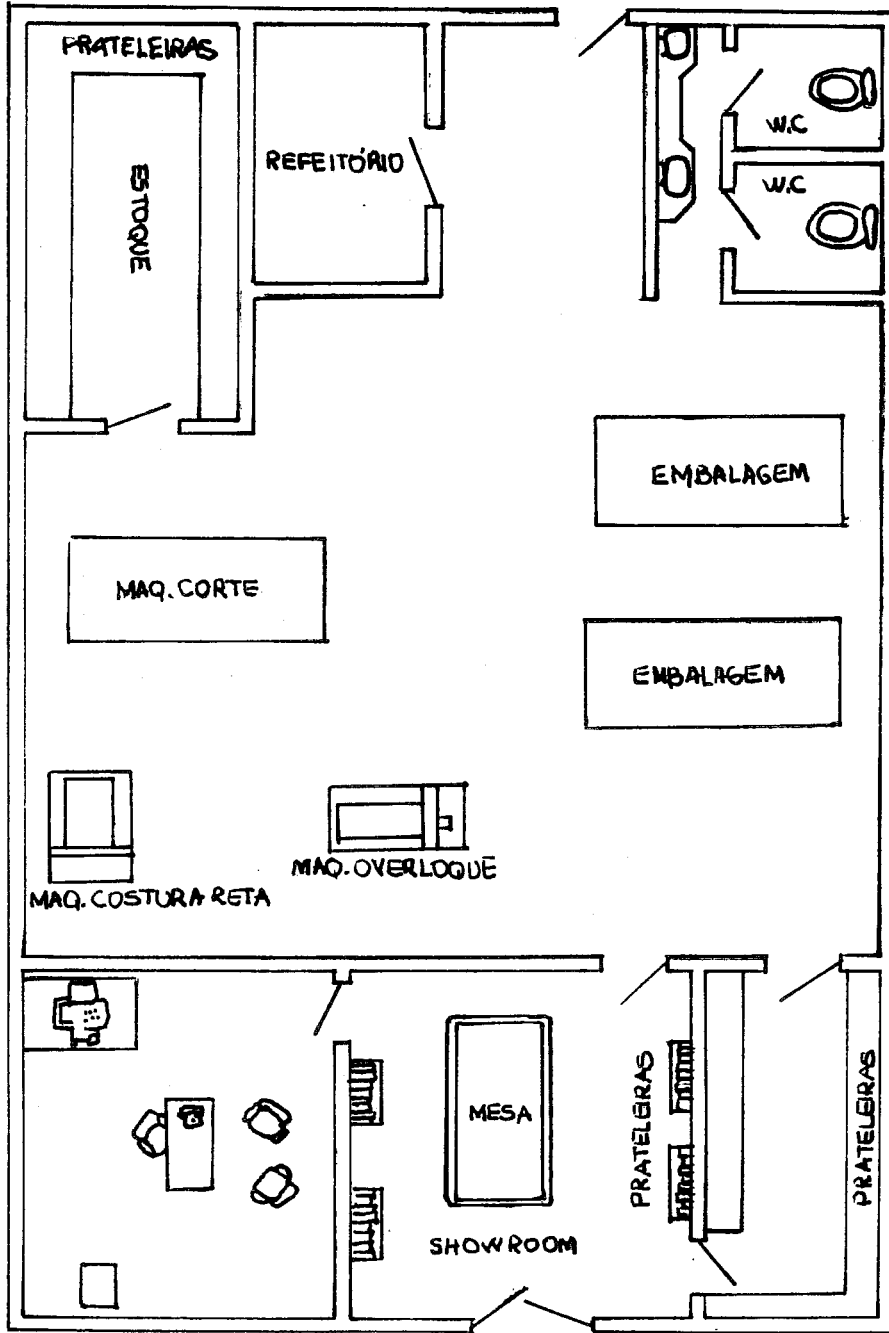 PRATELEIRAS
ESTOQUE
REFEITÓRIO
W.C
W.C
EMBALAGEM
MAQ. CORTE
EMBALAGEM
MAQ. COSTURA RETA
MAQ. OVERLOQUE
MESA
PRATELEIRAS
PRATELEIRAS
SHOWROOM